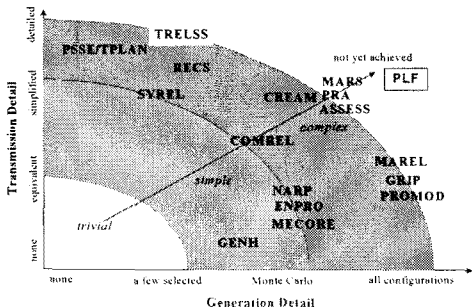 TRELSS
PSSE/TPLAN
RECS
not yet achieved
PLF
MARS
CREAM PRA
ASSESS
SYREL
complex
COMREL
MAREL
GRIP
PROMOD
simple
NARP
ENPRO
MECORE
trivial
GENH
Transmission Detail
detailed
simplified
equivalent
none
none
a few selected
Monte Carlo
all configurations
Generation Detail